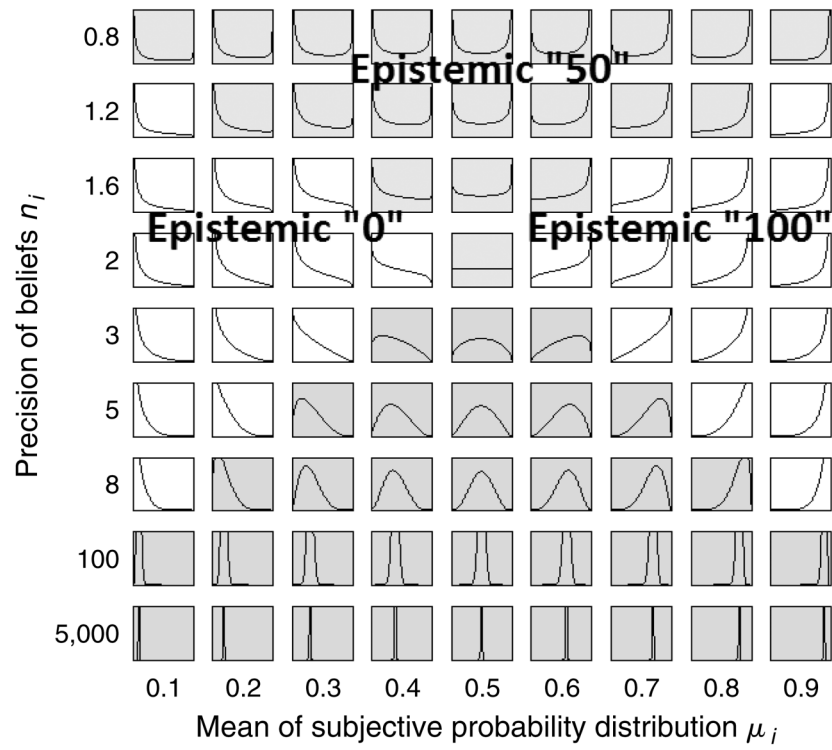 0.8
Epistemic "50"
1.2
1.6
Epistemic "0" Epistemic "100"
2
3
5
8
100
5,000
Precision of beliefs n i
0.1 0.2 0.3 0.4 0.5 0.6 0.7 0.8 0.9
Mean of subjective probability distribution μ i